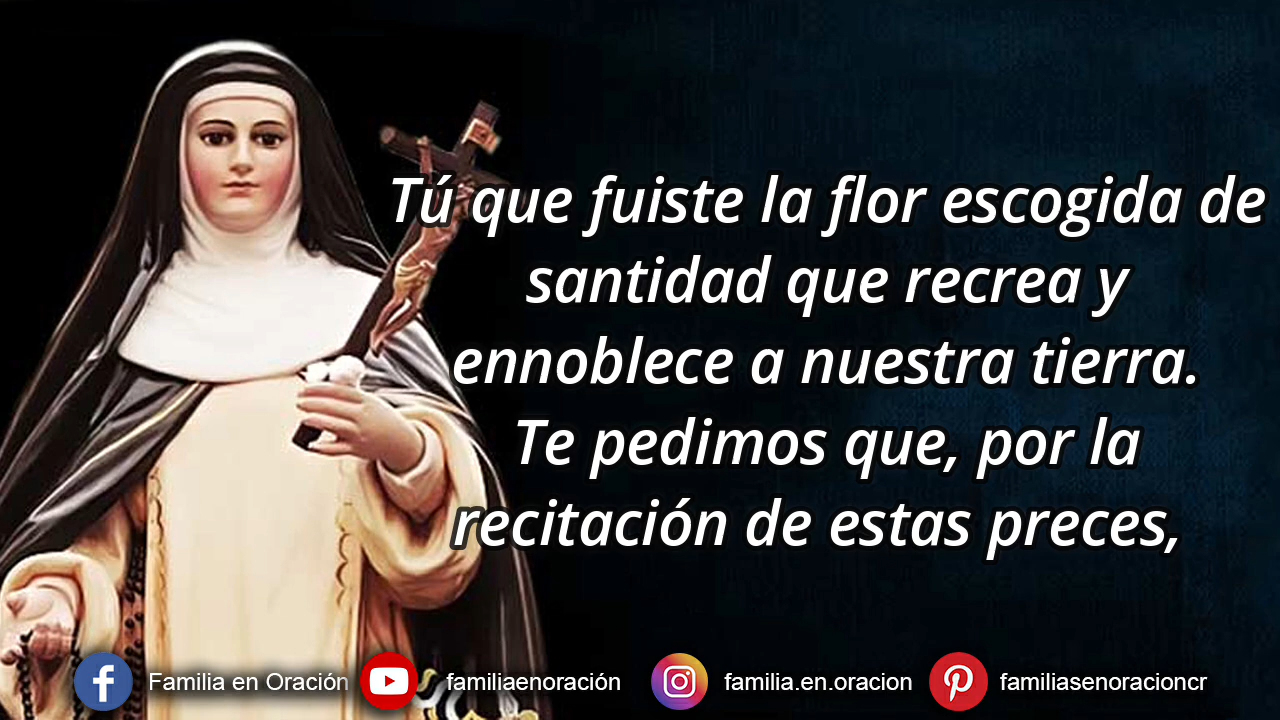 Tú que fuiste la flor escogida de
santidad que recrea y
ennoblece a nuestra tierra.
Te pedimos que, por la
recitación de estas preces,
Familia en Oración
familiaenoración
familia.en.oracion
familiasenoracioncr